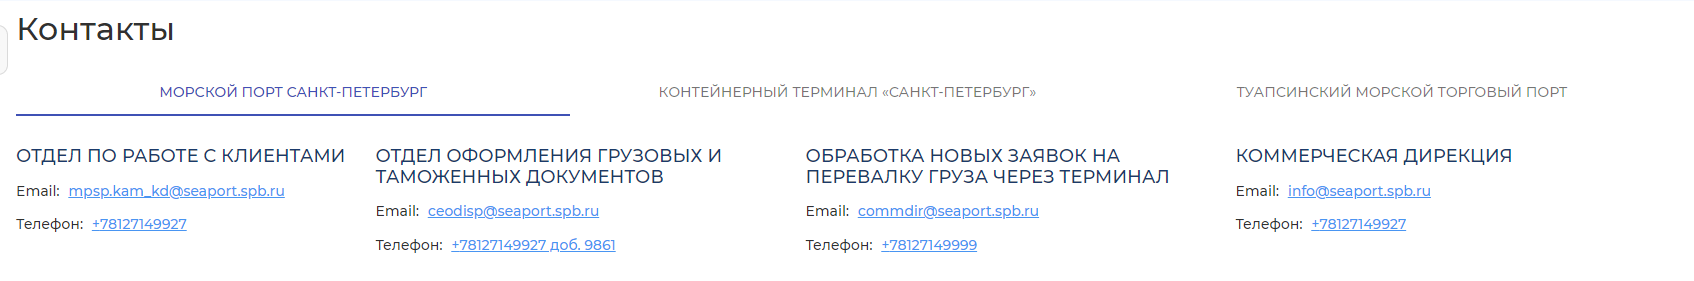 Контакты
МОРСКОЙ ПОРТ САНКТ-ПЕТЕРБУРГ
КОНТЕЙНЕРНЫЙ ТЕРМИНАЛ «САНКТ-ПЕТЕРБУРГ»
ТУАПСИНСКИЙ МОРСКОЙ ТОРГОВЫЙ ПОРТ
ОТДЕЛ ПО РАБОТЕ С КЛИЕНТАМИ
Email: mpsp.kam_kd@seaport.spb.ru
Телефон: +78127149927
ОТДЕЛ ОФОРМЛЕНИЯ ГРУЗОВЫХ И
ТАМОЖЕННЫХ ДОКУМЕНТОВ
Email: ceodisp@seaport.spb.ru
Телефон: +78127149927 доб. 9861
ОБРАБОТКА НОВЫХ ЗАЯВОК НА
ПЕРЕВАЛКУ ГРУЗА ЧЕРЕЗ ТЕРМИНАЛ
Email: commdir@seaport.spb.ru
Телефон: +78127149999
КОММЕРЧЕСКАЯ ДИРЕКЦИЯ
Email: info@seaport.spb.ru
Телефон: +78127149927